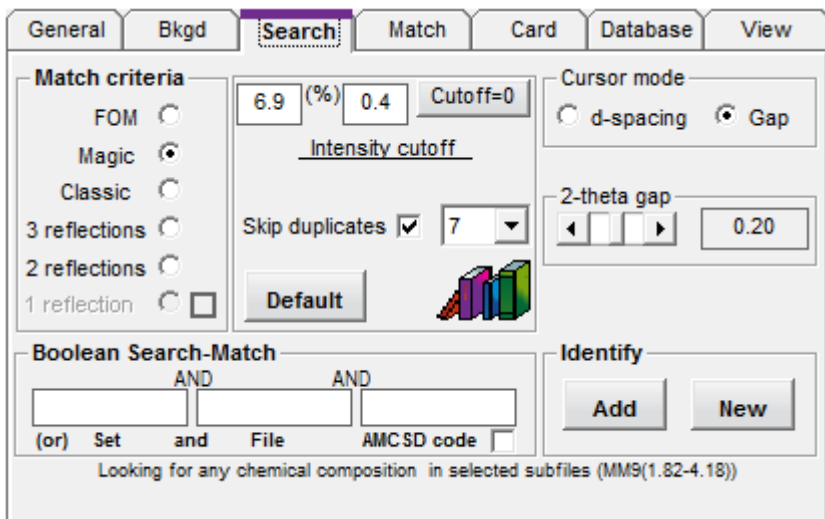 General Bkgd Search Match Card Database View
Match criteria
FOM
Magic
Classic
3 reflections
2 reflections
1 reflection
6.9 (%) 0.4 Cutoff=0
Intensity cutoff
Skip duplicates 7
Default
Cursor mode
d-spacing Gap
2-theta gap
0.20
Boolean Search-Match
AND AND
(or) Set and File AMCSD code
Identify
Add New
Looking for any chemical composition in selected subfiles (MM9(1.82-4.18))